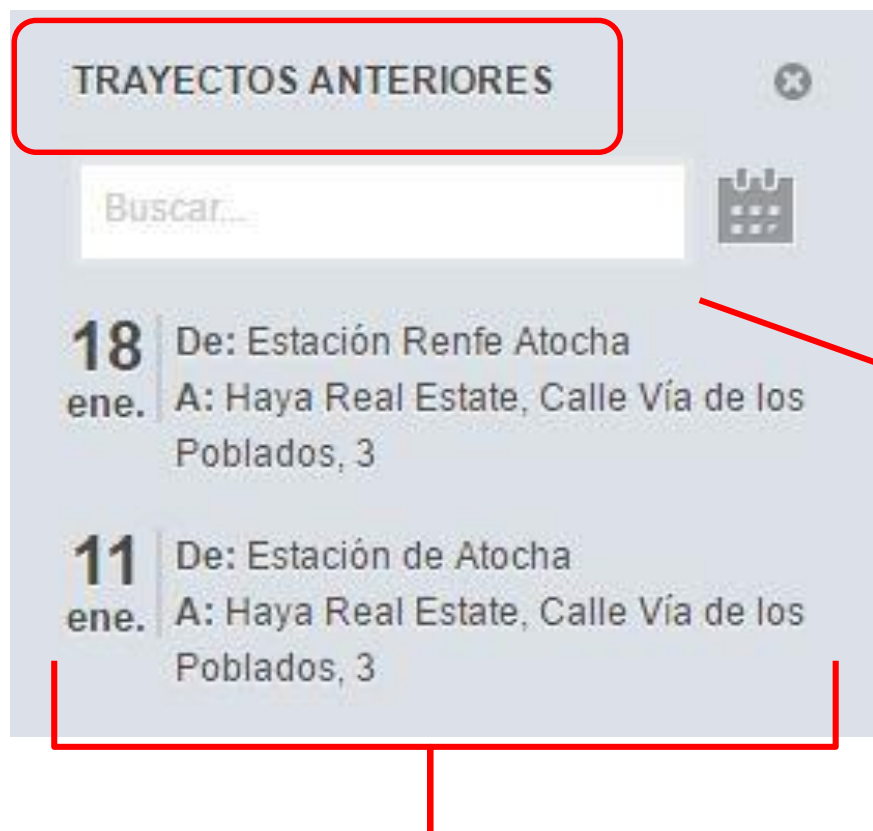 TRAYECTOS ANTERIORES
Buscar...
18
ene.
De: Estación Renfe Atocha
A: Haya Real Estate, Calle Vía de los
Poblados, 3
11
ene.
De: Estación de Atocha
A: Haya Real Estate, Calle Vía de los
Poblados, 3